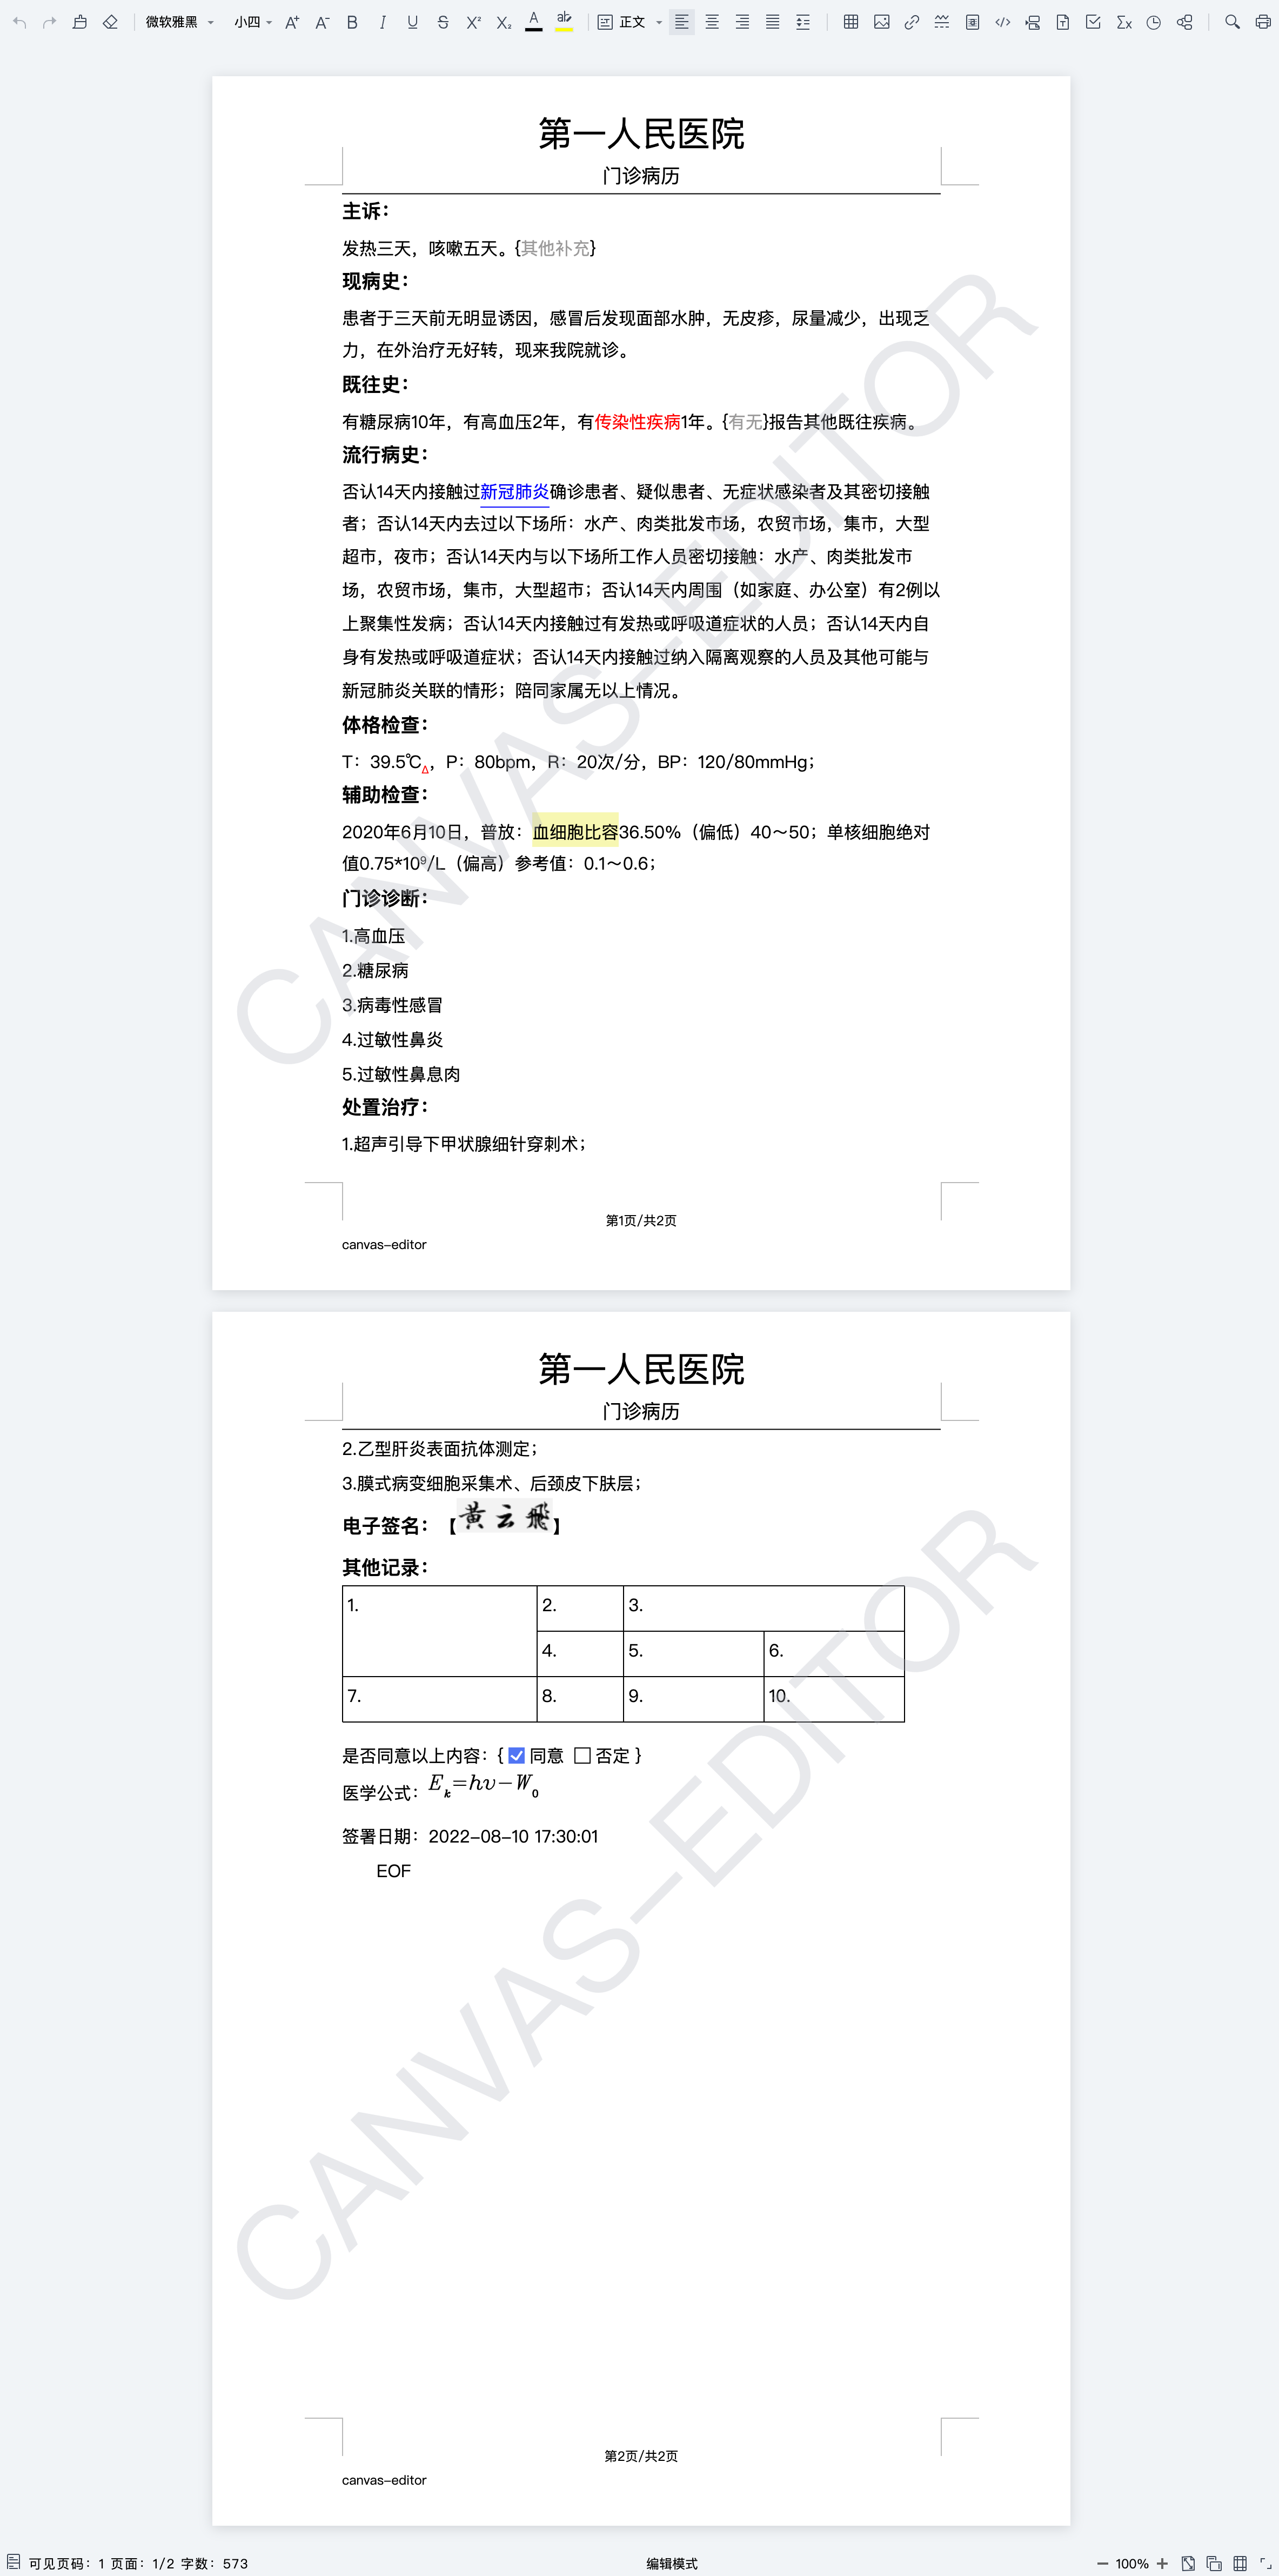 微软雅黑 小四 A+ A- B I U S X² X₂ A ab 正文
第一人民医院
门诊病历
主诉：
发热三天，咳嗽五天。{其他补充}
现病史：
患者于三天前无明显诱因，感冒后发现面部水肿，无皮疹，尿量减少，出现乏
力，在外治疗无好转，现来我院就诊。
既往史：
有糖尿病10年，有高血压2年，有传染性疾病1年。{有无}报告其他既往疾病。
流行病史：
否认14天内接触过新冠肺炎确诊患者、疑似患者、无症状感染者及其密切接触
者；否认14天内去过以下场所：水产、肉类批发市场，农贸市场，集市，大型
超市，夜市；否认14天内与以下场所工作人员密切接触：水产、肉类批发市
场，农贸市场，集市，大型超市；否认14天内周围（如家庭、办公室）有2例以
上聚集性发病；否认14天内接触过有发热或呼吸道症状的人员；否认14天内自
身有发热或呼吸道症状；否认14天内接触过纳入隔离观察的人员及其他可能与
新冠肺炎关联的情形；陪同家属无以上情况。
体格检查：
T：39.5℃Δ，P：80bpm，R：20次/分，BP：120/80mmHg；
辅助检查：
2020年6月10日，普放：血细胞比容36.50%（偏低）40～50；单核细胞绝对
值0.75*10⁹/L（偏高）参考值：0.1～0.6；
门诊诊断：
1.高血压
2.糖尿病
3.病毒性感冒
4.过敏性鼻炎
5.过敏性鼻息肉
处置治疗：
1.超声引导下甲状腺细针穿刺术；
CANVAS-EDITOR
第1页/共2页
canvas-editor
第一人民医院
门诊病历
2.乙型肝炎表面抗体测定；
3.膜式病变细胞采集术、后颈皮下肤层；
电子签名：【黄云飛】
其他记录：
1. 2. 3.
4. 5. 6.
7. 8. 9. 10.
是否同意以上内容：{ 同意 否定 }
医学公式：Eₖ=hυ−W₀
签署日期：2022-08-10 17:30:01
EOF
CANVAS-EDITOR
第2页/共2页
canvas-editor
可见页码：1 页面：1/2 字数：573 编辑模式 100%